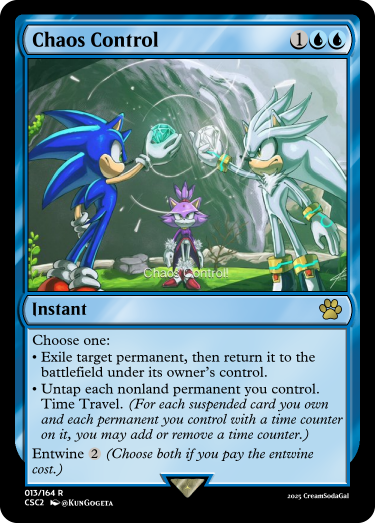 Chaos Control 1
Chaos Control!
Instant
Choose one:
• Exile target permanent, then return it to the
battlefield under its owner's control.
• Untap each nonland permanent you control.
Time Travel. (For each suspended card you own
and each permanent you control with a time counter
on it, you may add or remove a time counter.)
Entwine 2 (Choose both if you pay the entwine
cost.)
013/164 R
CSC2 @KunGogeta
2025 CreamSodaGal